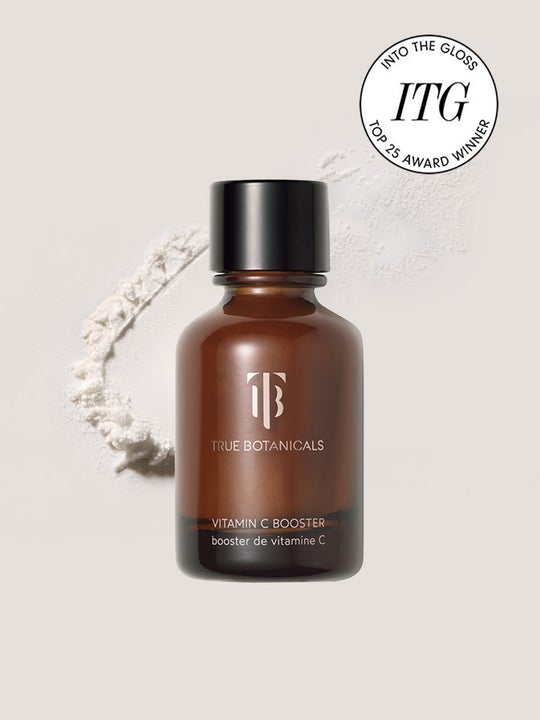 INTO THE GLOSS
ITG
TOP 25 AWARD WINNER
TB
TRUE BOTANICALS
VITAMIN C BOOSTER
booster de vitamine C